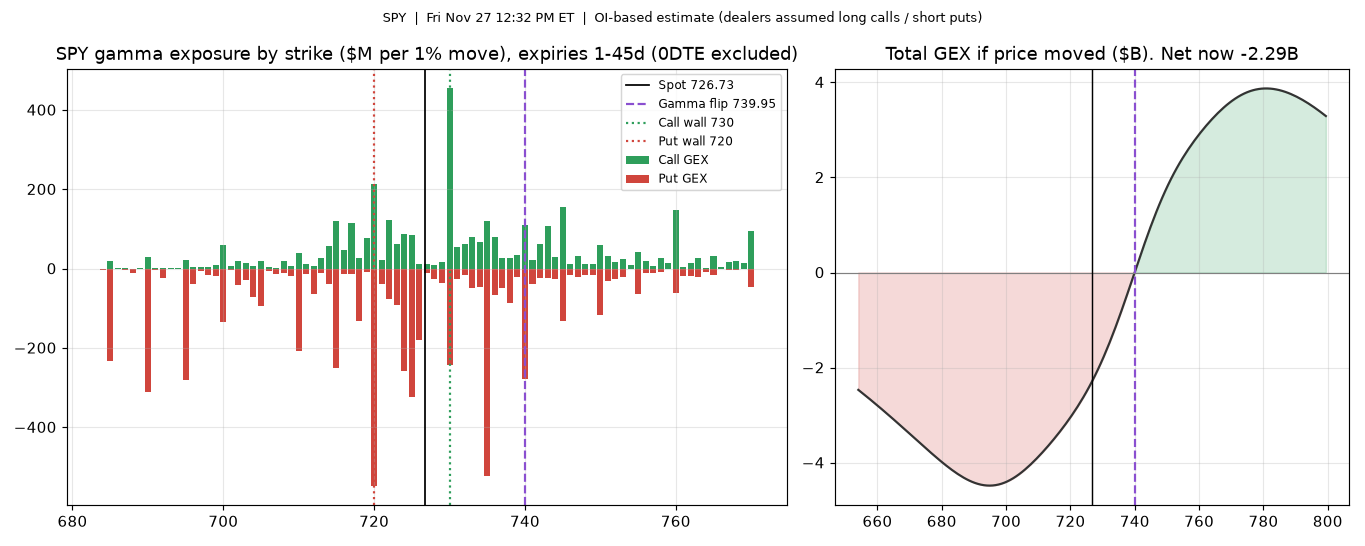 SPY | Fri Nov 27 12:32 PM ET | OI-based estimate (dealers assumed long calls / short puts)
SPY gamma exposure by strike ($M per 1% move), expiries 1-45d (0DTE excluded)
400
200
0
−200
−400
680
700
720
740
760
Spot 726.73
Gamma flip 739.95
Call wall 730
Put wall 720
Call GEX
Put GEX
Total GEX if price moved ($B). Net now -2.29B
4
2
0
−2
−4
660
680
700
720
740
760
780
800